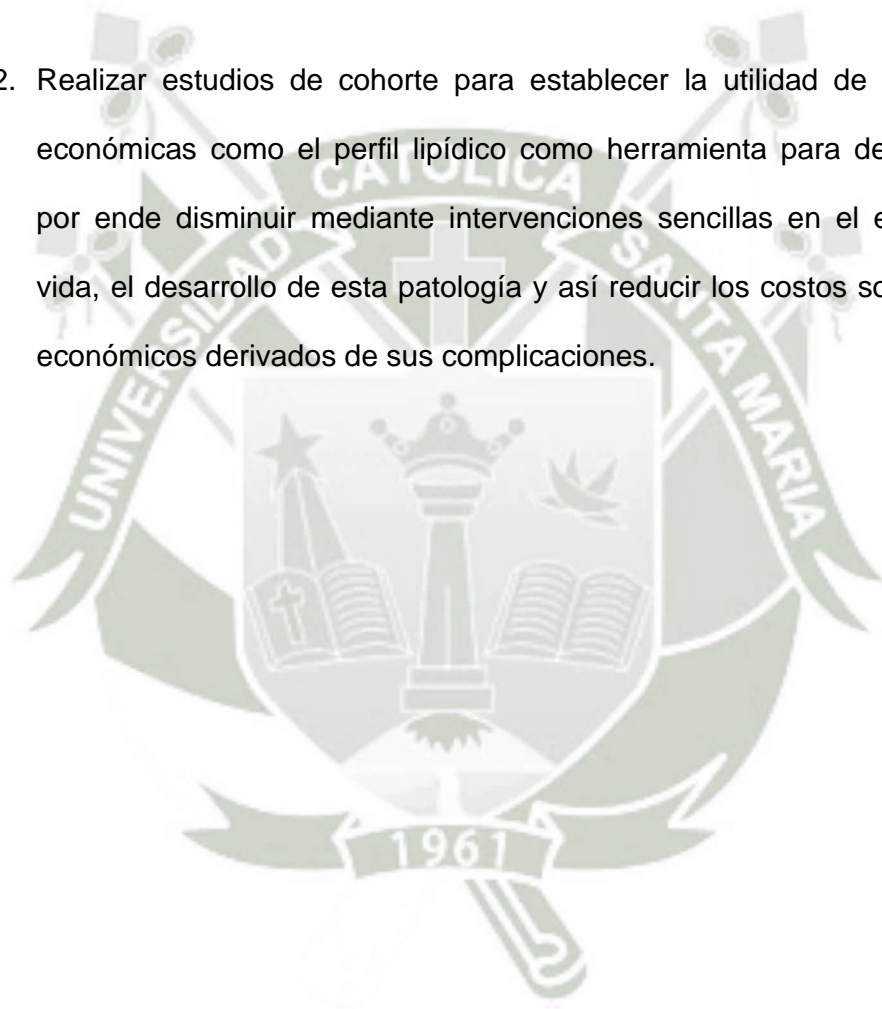 2. Realizar estudios de cohorte para establecer la utilidad de
económicas como el perfil lipídico como herramienta para de
por ende disminuir mediante intervenciones sencillas en el e
vida, el desarrollo de esta patología y así reducir los costos so
económicos derivados de sus complicaciones.
UNIVERSIDAD CATOLICA SANTA MARIA
1961